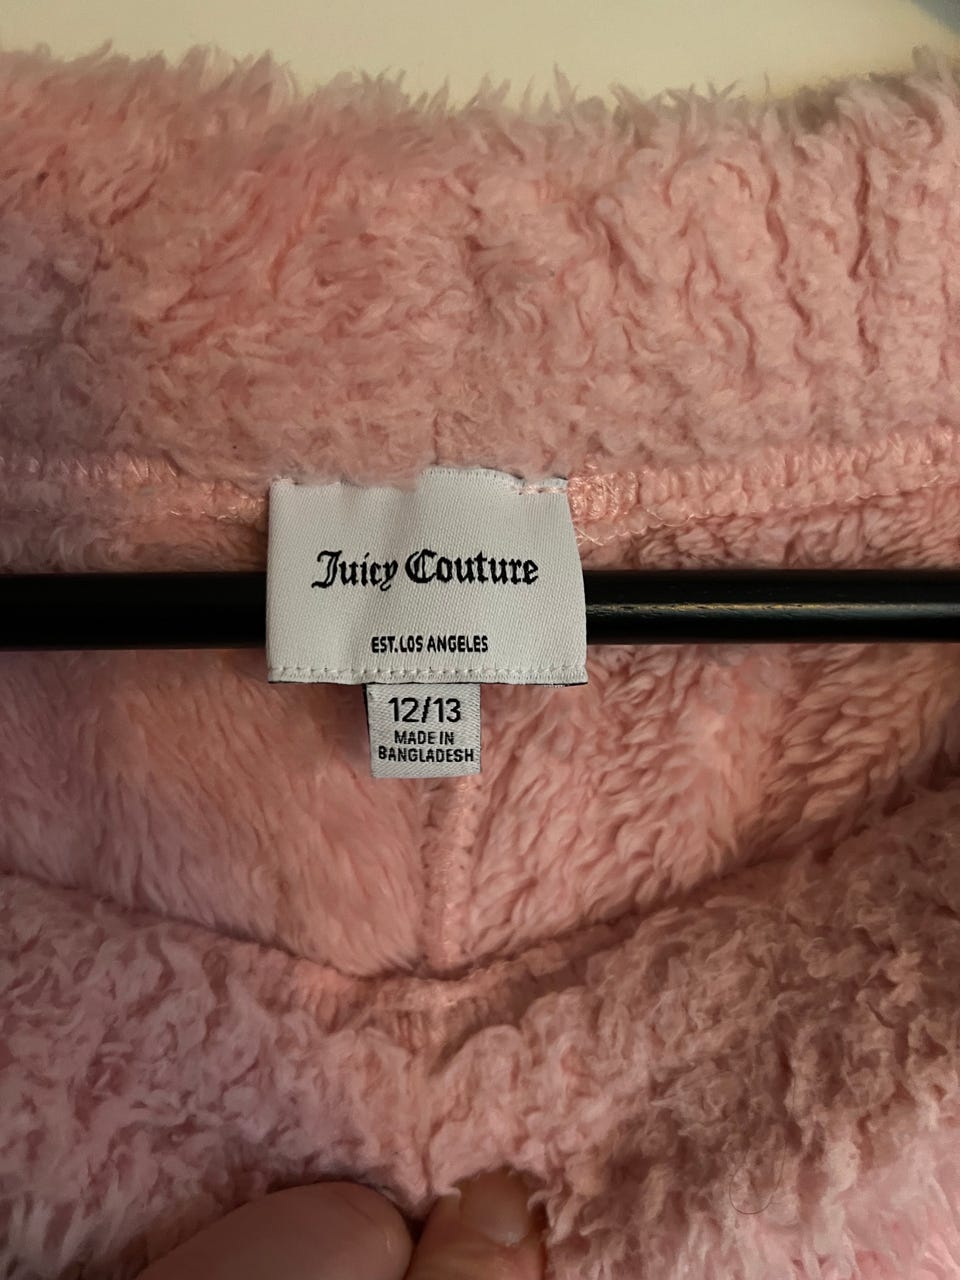 Juicy Couture
EST. LOS ANGELES
12/13
MADE IN
BANGLADESH